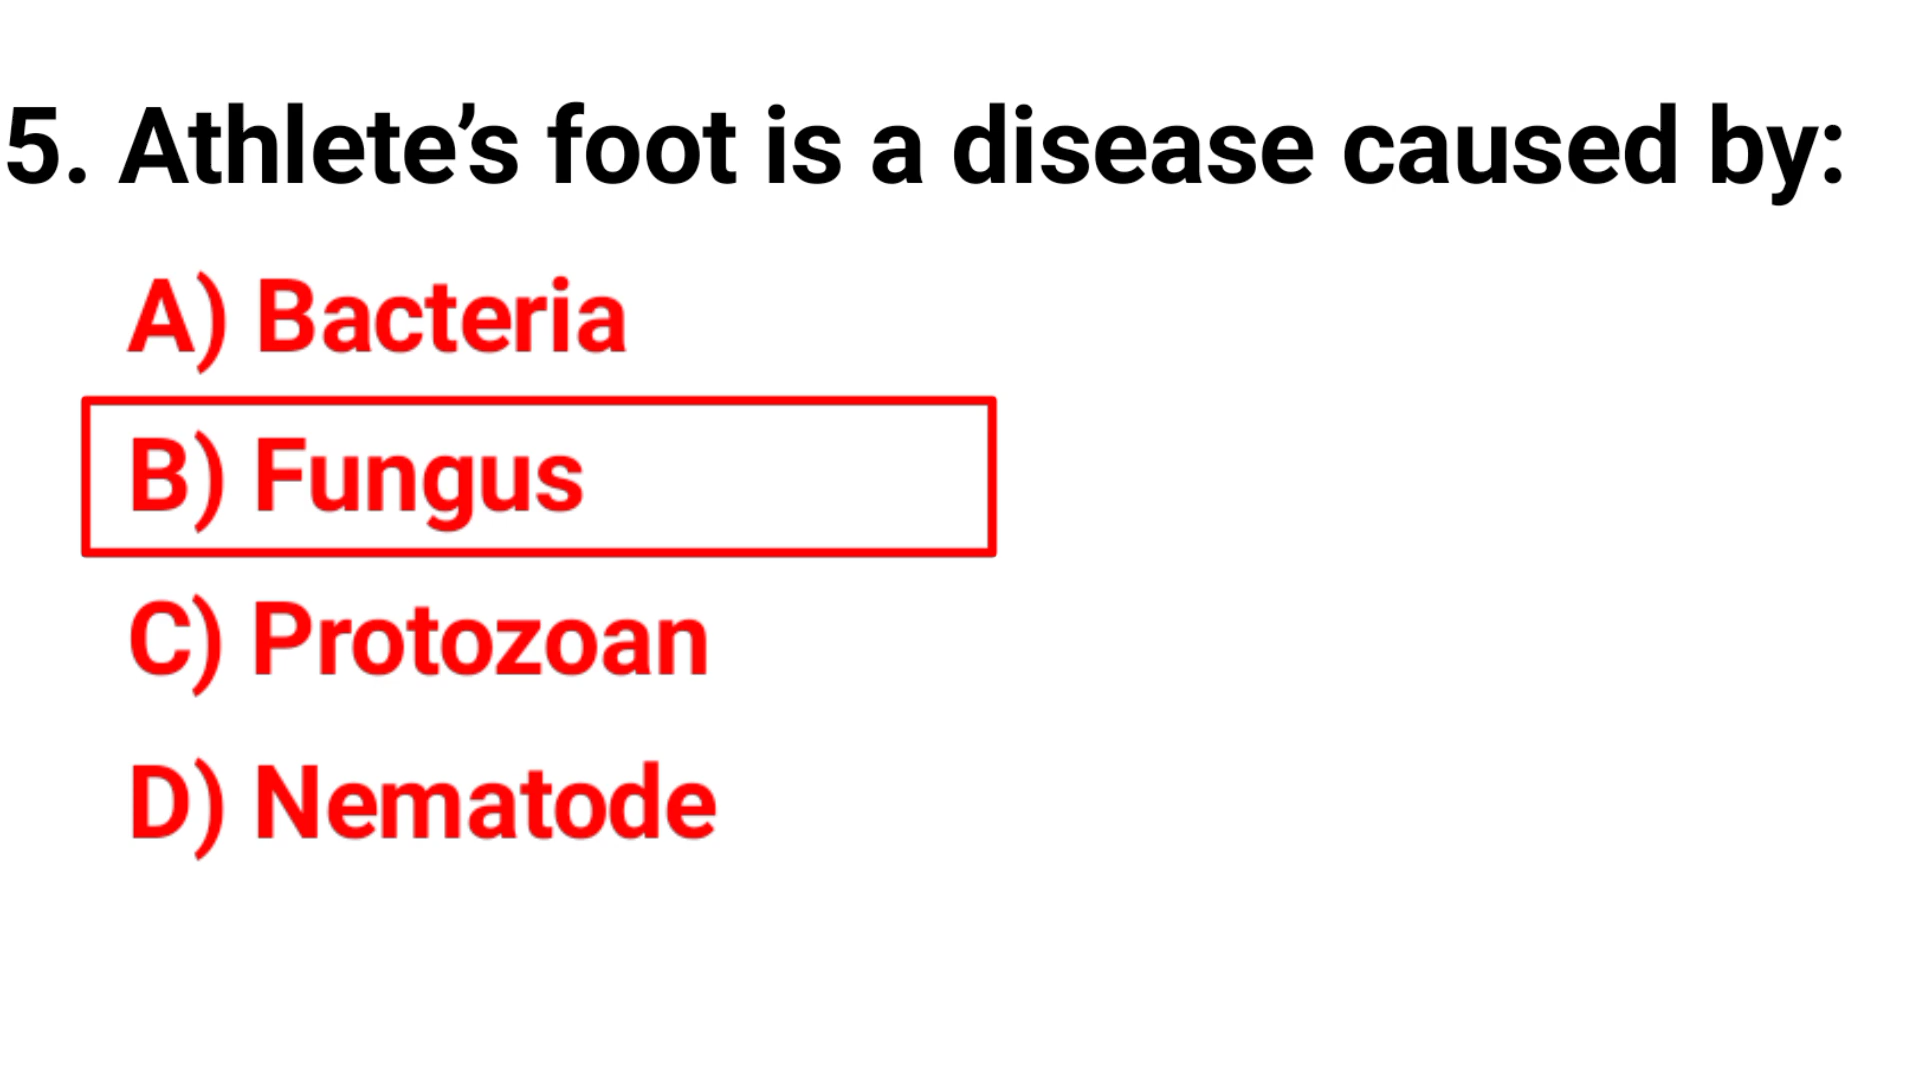 5. Athlete’s foot is a disease caused by:
A) Bacteria
B) Fungus
C) Protozoan
D) Nematode